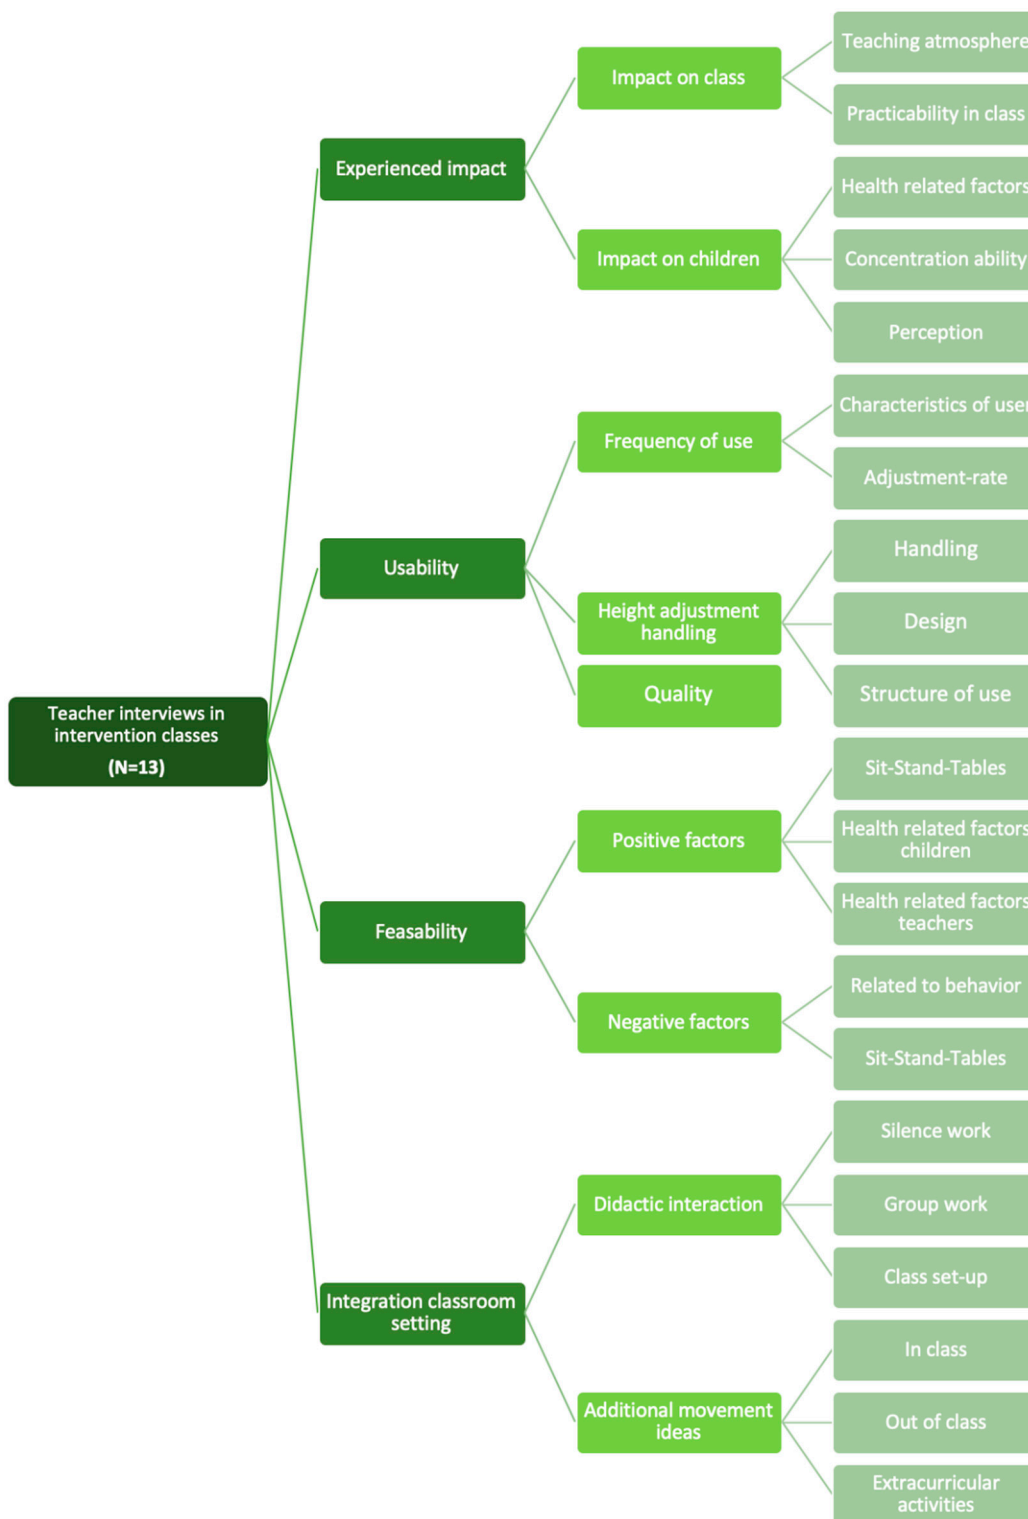 Teacher interviews in
intervention classes
(N=13)
Experienced impact
Impact on class
Teaching atmosphere
Practicability in class
Impact on children
Health related factors
Concentration ability
Perception
Usability
Frequency of use
Characteristics of user
Adjustment-rate
Height adjustment
handling
Handling
Design
Structure of use
Quality
Feasability
Positive factors
Sit-Stand-Tables
Health related factors
children
Health related factors
teachers
Negative factors
Related to behavior
Sit-Stand-Tables
Integration classroom
setting
Didactic interaction
Silence work
Group work
Class set-up
Additional movement
ideas
In class
Out of class
Extracurricular
activities